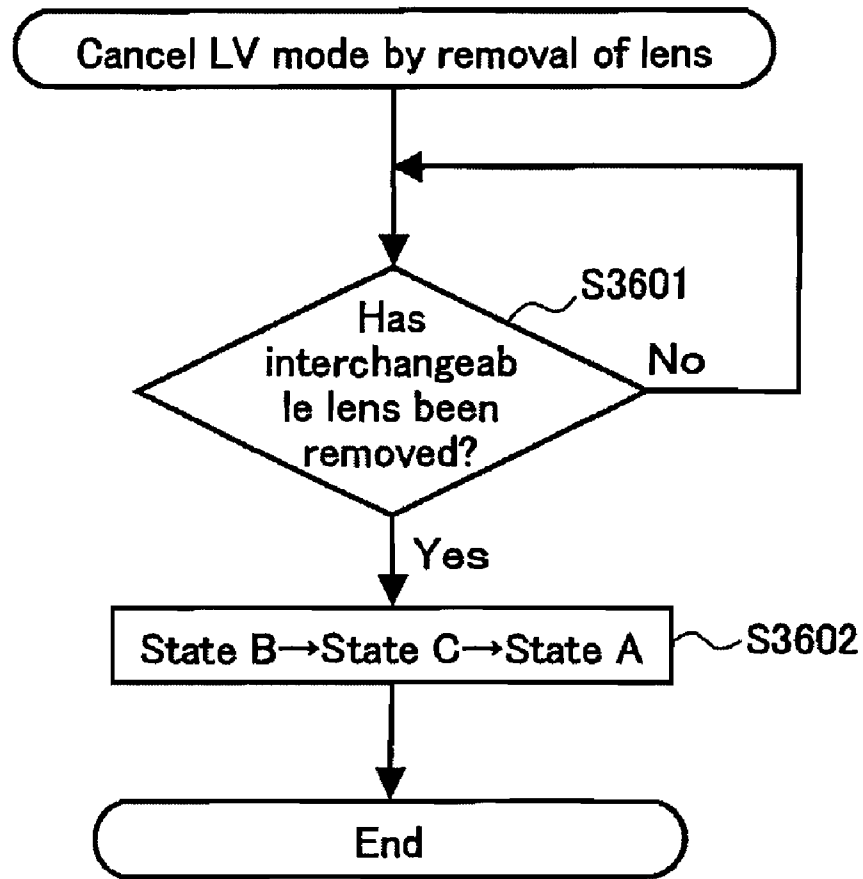 Cancel LV mode by removal of lens
S3601
Has
interchangeab
le lens been
removed?
No
Yes
State B→State C→State A
S3602
End